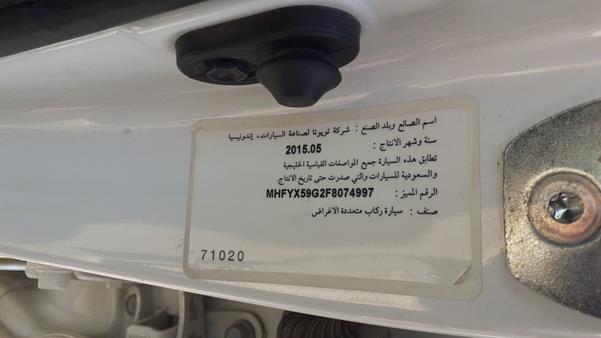 اسم الصانع وبلد الصنع : شركة تويوتا لصناعة السيارات، إندونيسيا
سنة وشهر الانتاج : 2015.05
تطابق هذه السيارة جميع المواصفات القياسية الخليجية
والسعودية للسيارات والتي صدرت حتى تاريخ الانتاج.
الرقم المميز : MHFYX59G2F8074997
صنف : سيارة ركاب متعددة الاغراض
71020